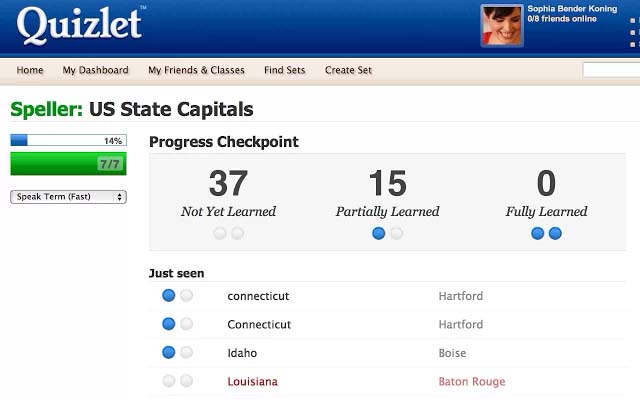 Quizlet™
Sophia Bender Koning
0/8 friends online
Home My Dashboard My Friends & Classes Find Sets Create Set
Speller: US State Capitals
14%
7/7
Speak Term (Fast)
Progress Checkpoint
37 15 0
Not Yet Learned Partially Learned Fully Learned
Just seen
connecticut Hartford
Connecticut Hartford
Idaho Boise
Louisiana Baton Rouge